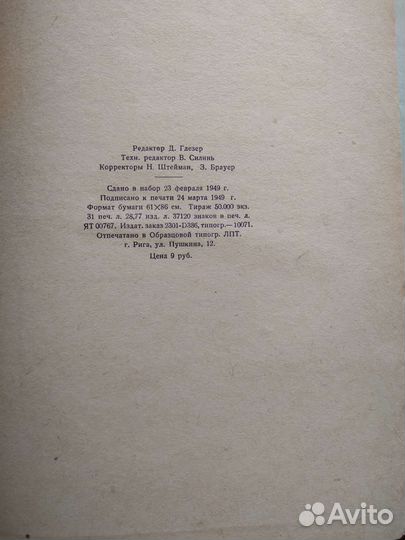 Редактор Д. Глезер
Техн. редактор В. Силинь
Корректоры Н. Штейман, З. Брауер
Сдано в набор 23 февраля 1949 г.
Подписано к печати 24 марта 1949 г.
Формат бумаги 61×86 см. Тираж 50.000 экз.
31 печ. л. 28,77 изд. л. 37120 знаков в печ. л.
ЯТ 00767. Издат. заказ 2301-D386, типогр.—10071.
Отпечатано в Образцовой типогр. ЛПТ.
г. Рига, ул. Пушкина, 12.
Цена 9 руб.
Avito